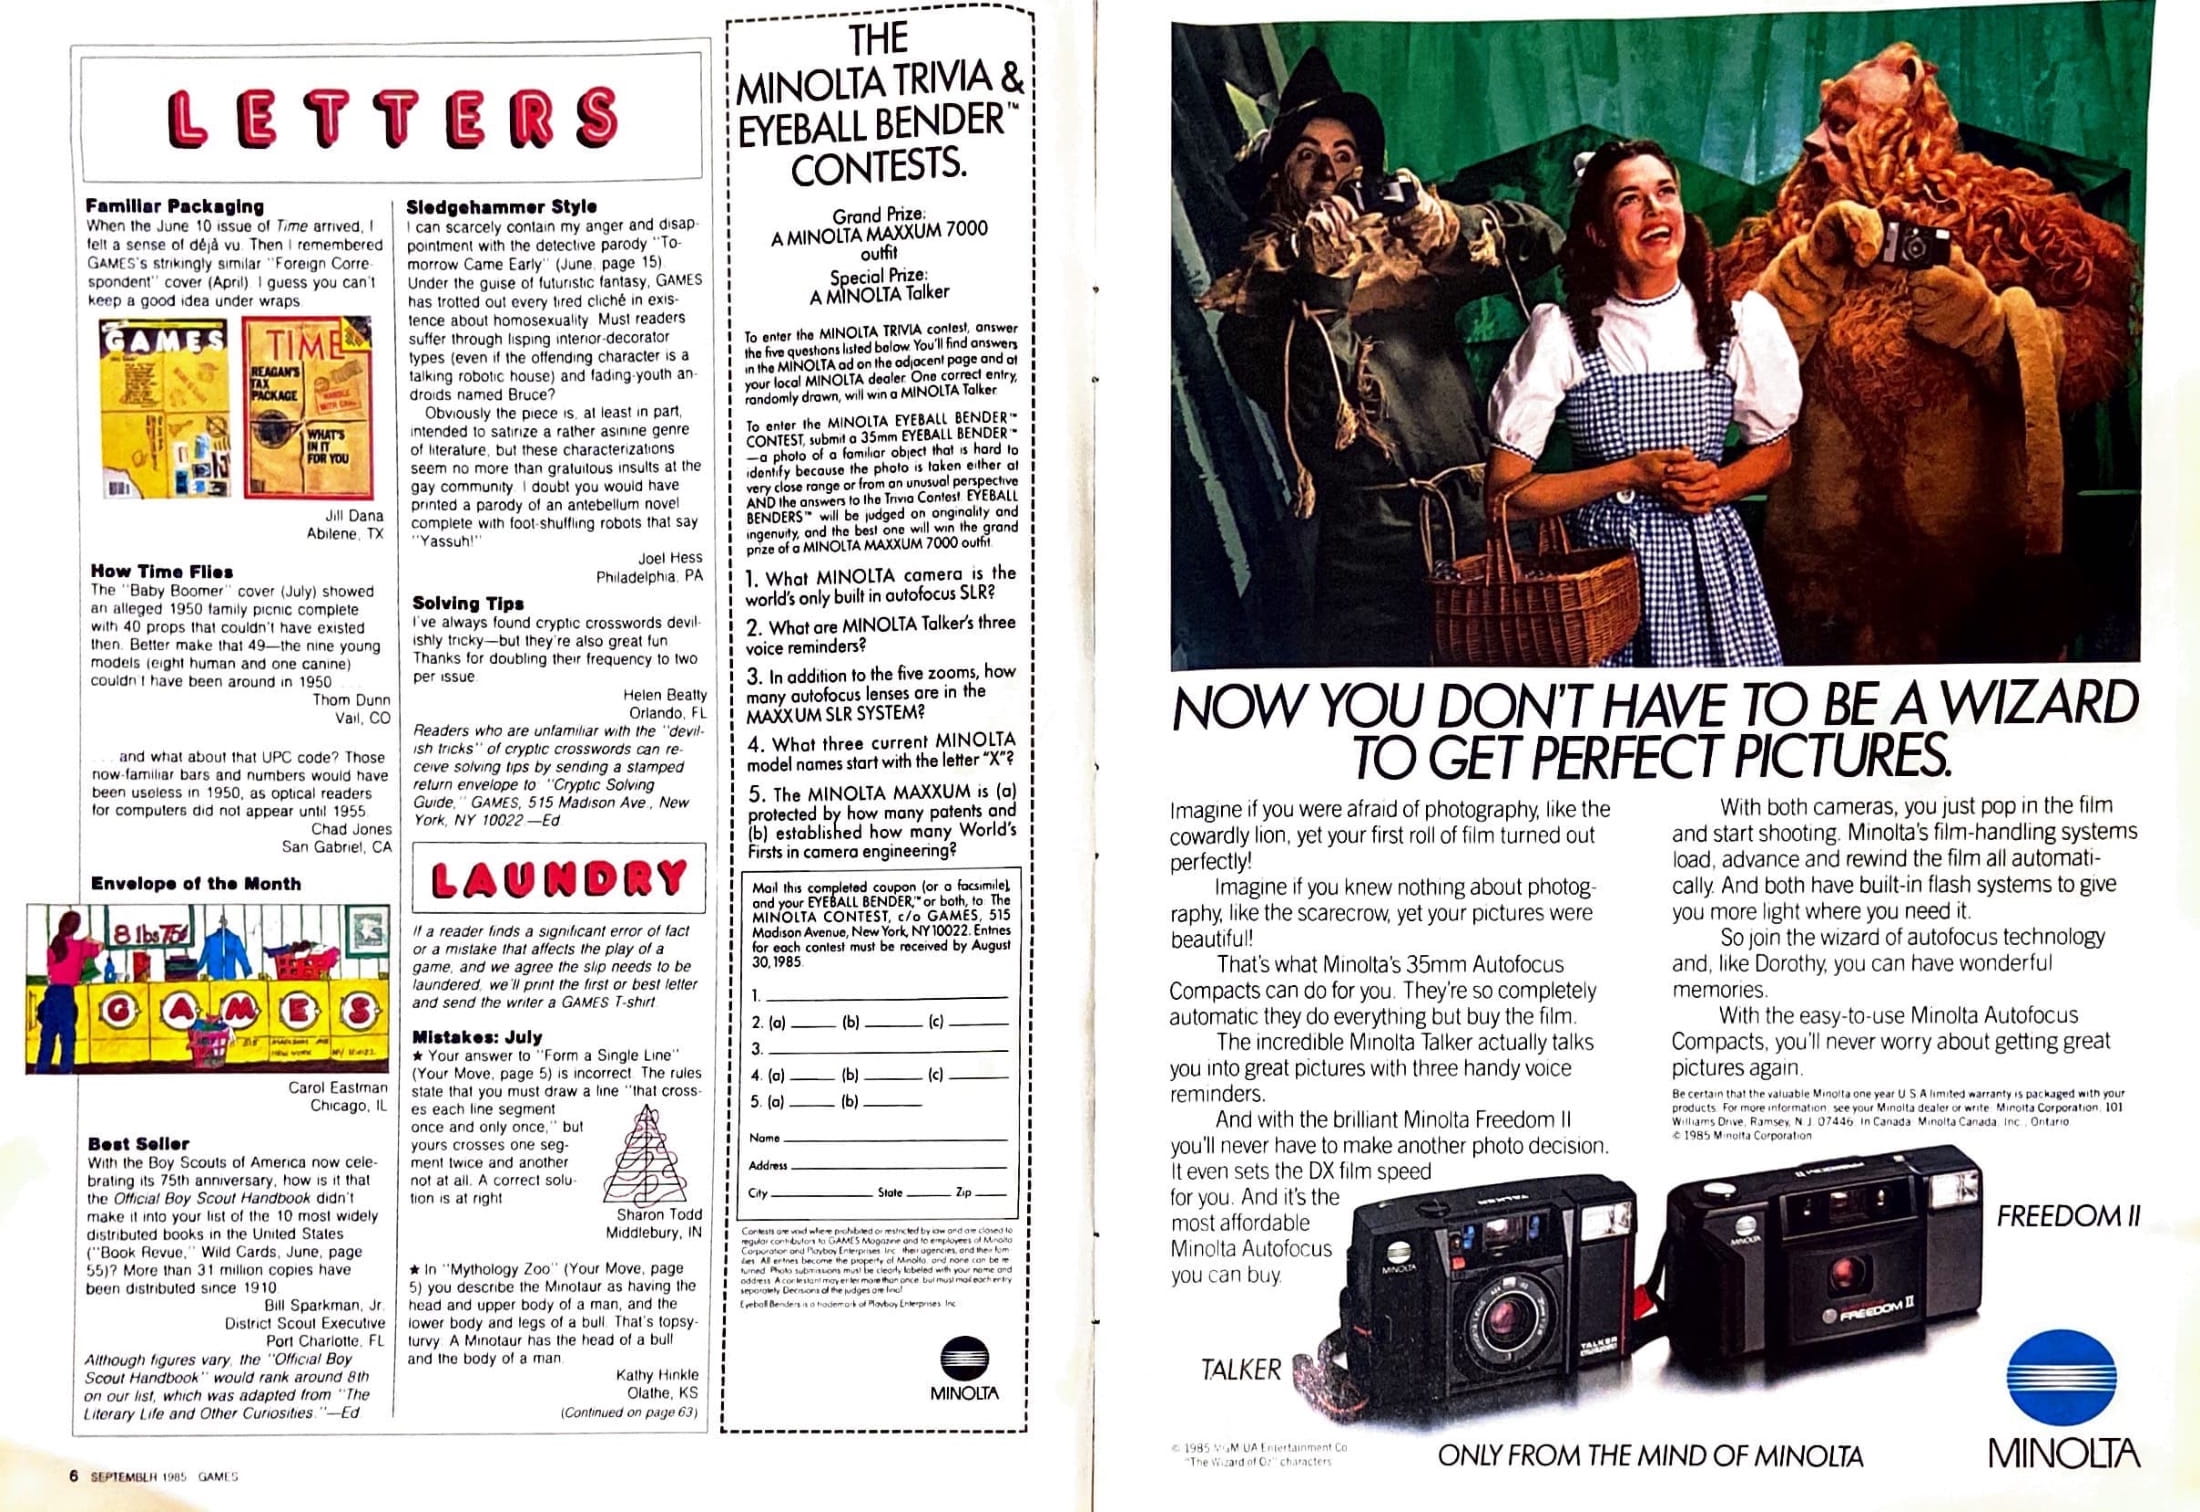 LETTERS
Familiar Packaging
When the June 10 issue of Time arrived, I
felt a sense of déjà vu. Then I remembered
GAMES's strikingly similar "Foreign Corre-
spondent" cover (April). I guess you can't
keep a good idea under wraps.
GAMES
TIME
REAGAN'S
TAX
PACKAGE
WHAT'S
IN IT
FOR YOU
Jill Dana
Abilene, TX
How Time Flies
The "Baby Boomer" cover (July) showed
an alleged 1950 family picnic complete
with 40 props that couldn't have existed
then. Better make that 49—the nine young
models (eight human and one canine)
couldn't have been around in 1950 . . .
Thom Dunn
Vail, CO
. . . and what about that UPC code? Those
now-familiar bars and numbers would have
been useless in 1950, as optical readers
for computers did not appear until 1955.
Chad Jones
San Gabriel, CA
Envelope of the Month
8 lbs 75¢
GAMES
Carol Eastman
Chicago, IL
Best Seller
With the Boy Scouts of America now cele-
brating its 75th anniversary, how is it that
the Official Boy Scout Handbook didn't
make it into your list of the 10 most widely
distributed books in the United States
("Book Revue," Wild Cards, June, page
55)? More than 31 million copies have
been distributed since 1910.
Bill Sparkman, Jr.
District Scout Executive
Port Charlotte, FL
Although figures vary, the "Official Boy
Scout Handbook" would rank around 8th
on our list, which was adapted from "The
Literary Life and Other Curiosities."—Ed.
Sledgehammer Style
I can scarcely contain my anger and disap-
pointment with the detective parody "To-
morrow Came Early" (June, page 15).
Under the guise of futuristic fantasy, GAMES
has trotted out every tired cliché in exis-
tence about homosexuality. Must readers
suffer through lisping interior-decorator
types (even if the offending character is a
talking robotic house) and fading-youth an-
droids named Bruce?
Obviously the piece is, at least in part,
intended to satirize a rather asinine genre
of literature, but these characterizations
seem no more than gratuitous insults at the
gay community. I doubt you would have
printed a parody of an antebellum novel
complete with foot-shuffling robots that say
"Yassuh!"
Joel Hess
Philadelphia, PA
Solving Tips
I've always found cryptic crosswords devil-
ishly tricky—but they're also great fun.
Thanks for doubling their frequency to two
per issue.
Helen Beatty
Orlando, FL
Readers who are unfamiliar with the "devil-
ish tricks" of cryptic crosswords can re-
ceive solving tips by sending a stamped
return envelope to "Cryptic Solving
Guide," GAMES, 515 Madison Ave., New
York, NY 10022.—Ed.
LAUNDRY
If a reader finds a significant error of fact
or a mistake that affects the play of a
game, and we agree the slip needs to be
laundered, we'll print the first or best letter
and send the writer a GAMES T-shirt.
Mistakes: July
★ Your answer to "Form a Single Line"
(Your Move, page 5) is incorrect. The rules
state that you must draw a line "that cross-
es each line segment
once and only once," but
yours crosses one seg-
ment twice and another
not at all. A correct solu-
tion is at right.
Sharon Todd
Middlebury, IN
★ In "Mythology Zoo" (Your Move, page
5) you describe the Minotaur as having the
head and upper body of a man, and the
lower body and legs of a bull. That's topsy-
turvy. A Minotaur has the head of a bull
and the body of a man.
Kathy Hinkle
Olathe, KS
(Continued on page 63)
6 SEPTEMBER 1985 GAMES
THE
MINOLTA TRIVIA &
EYEBALL BENDER™
CONTESTS.
Grand Prize:
A MINOLTA MAXXUM 7000
outfit
Special Prize:
A MINOLTA Talker
To enter the MINOLTA TRIVIA contest, answer
the five questions listed below. You'll find answers
in the MINOLTA ad on the adjacent page and at
your local MINOLTA dealer. One correct entry,
randomly drawn, will win a MINOLTA Talker.
To enter the MINOLTA EYEBALL BENDER™
CONTEST, submit a 35mm EYEBALL BENDER™
—a photo of a familiar object that is hard to
identify because the photo is taken either at
very close range or from an unusual perspective
AND the answers to the Trivia Contest. EYEBALL
BENDERS™ will be judged on originality and
ingenuity, and the best one will win the grand
prize of a MINOLTA MAXXUM 7000 outfit.
1. What MINOLTA camera is the
world's only built in autofocus SLR?
2. What are MINOLTA Talker's three
voice reminders?
3. In addition to the five zooms, how
many autofocus lenses are in the
MAXXUM SLR SYSTEM?
4. What three current MINOLTA
model names start with the letter "X"?
5. The MINOLTA MAXXUM is (a)
protected by how many patents and
(b) established how many World's
Firsts in camera engineering?
Mail this completed coupon (or a facsimile),
and your EYEBALL BENDER,™ or both, to: The
MINOLTA CONTEST, c/o GAMES, 515
Madison Avenue, New York, NY 10022. Entries
for each contest must be received by August
30, 1985.
1.
2. (a) (b) (c)
3.
4. (a) (b) (c)
5. (a) (b)
Name
Address
City State Zip
Contests are void where prohibited or restricted by law and are closed to
regular contributors to GAMES Magazine and to employees of Minolta
Corporation and Playboy Enterprises, Inc., their agencies, and their fam-
ilies. All entries become the property of Minolta, and none can be re-
turned. Photo submissions must be clearly labeled with your name and
address. A contestant may enter more than once, but must mail each entry
separately. Decisions of the judges are final.
Eyeball Benders is a trademark of Playboy Enterprises, Inc.
MINOLTA
NOW YOU DON'T HAVE TO BE A WIZARD
TO GET PERFECT PICTURES.
Imagine if you were afraid of photography, like the
cowardly lion, yet your first roll of film turned out
perfectly!
Imagine if you knew nothing about photog-
raphy, like the scarecrow, yet your pictures were
beautiful!
That's what Minolta's 35mm Autofocus
Compacts can do for you. They're so completely
automatic they do everything but buy the film.
The incredible Minolta Talker actually talks
you into great pictures with three handy voice
reminders.
And with the brilliant Minolta Freedom II
you'll never have to make another photo decision.
It even sets the DX film speed
for you. And it's the
most affordable
Minolta Autofocus
you can buy.
With both cameras, you just pop in the film
and start shooting. Minolta's film-handling systems
load, advance and rewind the film all automati-
cally. And both have built-in flash systems to give
you more light where you need it.
So join the wizard of autofocus technology
and, like Dorothy, you can have wonderful
memories.
With the easy-to-use Minolta Autofocus
Compacts, you'll never worry about getting great
pictures again.
Be certain that the valuable Minolta one year U.S.A. limited warranty is packaged with your
products. For more information, see your Minolta dealer or write: Minolta Corporation, 101
Williams Drive, Ramsey, N.J. 07446. In Canada: Minolta Canada, Inc., Ontario.
© 1985 Minolta Corporation
TALKER
MINOLTA
TALKER
MINOLTA
FREEDOM II
FREEDOM II
TALKER
© 1985 MGM/UA Entertainment Co.
"The Wizard of Oz" characters
ONLY FROM THE MIND OF MINOLTA
MINOLTA